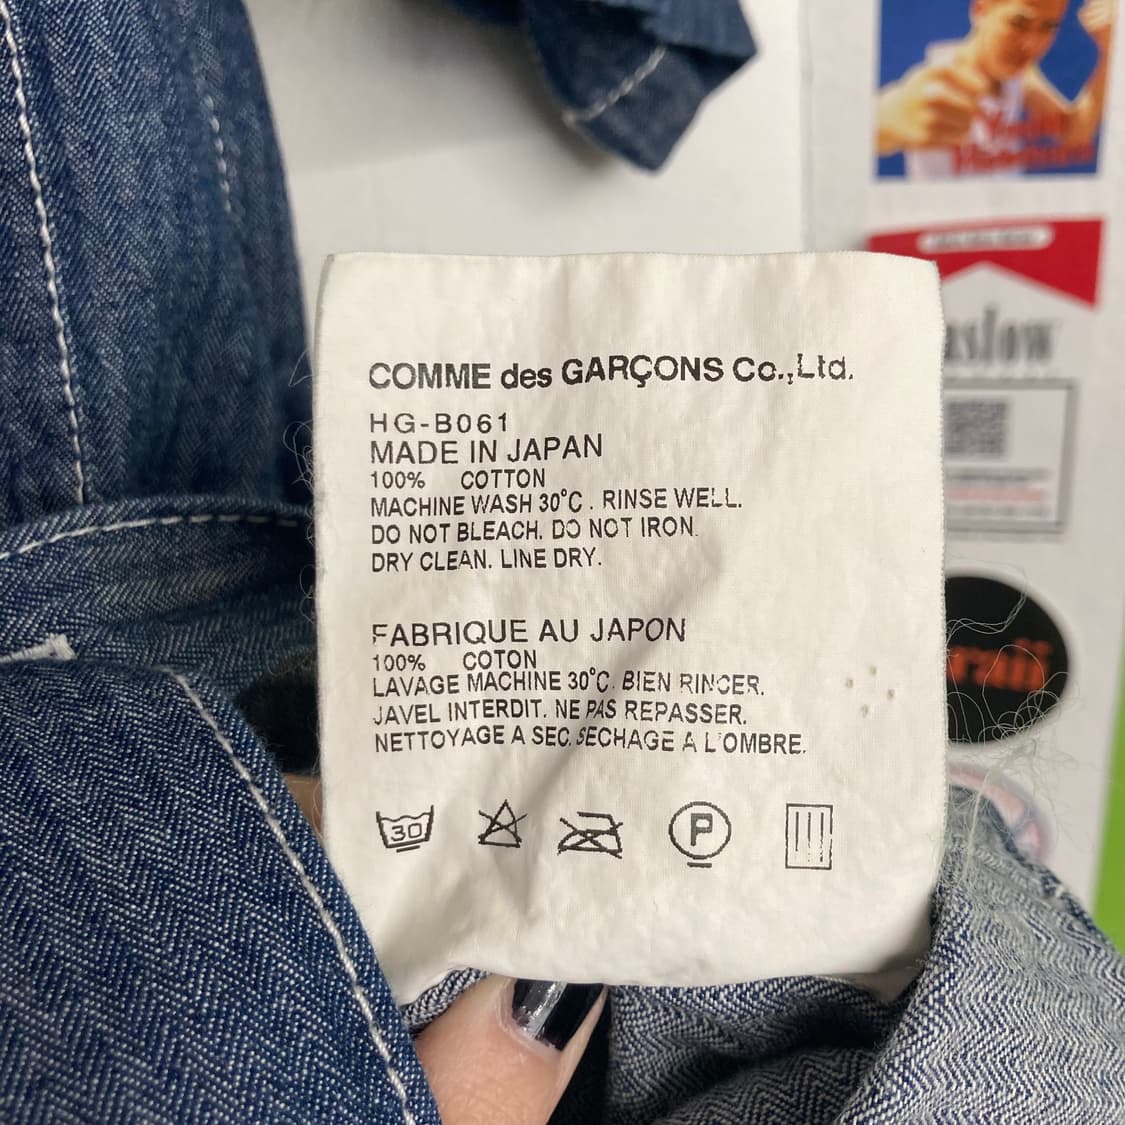 COMME des GARÇONS Co.,Ltd.
HG-B061
MADE IN JAPAN
100% COTTON
MACHINE WASH 30°C. RINSE WELL.
DO NOT BLEACH. DO NOT IRON.
DRY CLEAN. LINE DRY.
FABRIQUE AU JAPON
100% COTON
LAVAGE MACHINE 30°C. BIEN RINCER.
JAVEL INTERDIT. NE PAS REPASSER.
NETTOYAGE A SEC. SECHAGE A L'OMBRE.
30
P